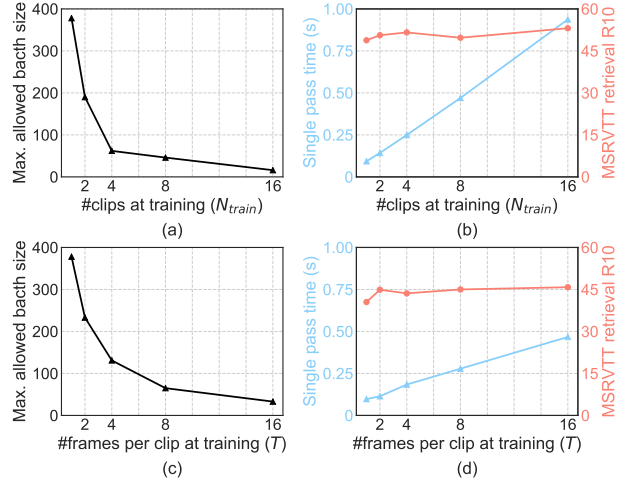 Max. allowed bacth size
400
300
200
100
0
2 4 8 16
#clips at training (N_train)
(a)
Single pass time (s)
1.00
0.75
0.50
0.25
0
60
45
30
15
0
MSRVTT retrieval R10
2 4 8 16
#clips at training (N_train)
(b)
Max. allowed bacth size
400
300
200
100
0
2 4 8 16
#frames per clip at training (T)
(c)
Single pass time (s)
1.00
0.75
0.50
0.25
0
60
45
30
15
0
MSRVTT retrieval R10
2 4 8 16
#frames per clip at training (T)
(d)